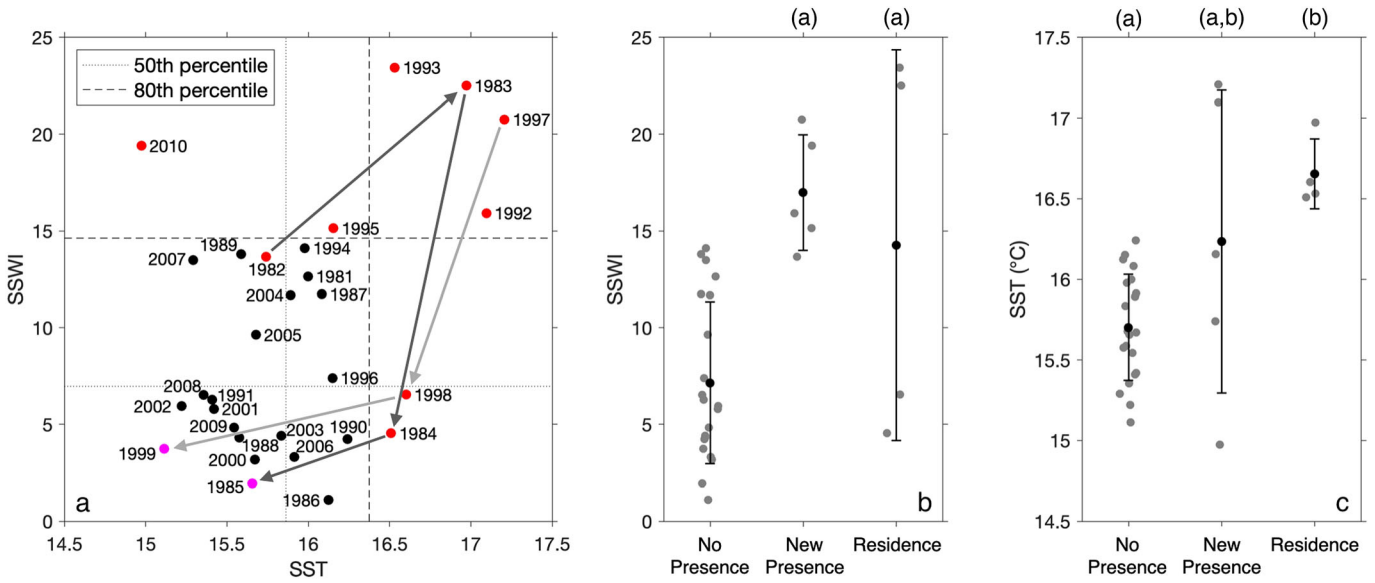 (a)
(a)
(a)
(a,b)
(b)
25
20
15
10
5
0
SSWI
14.5
15
15.5
16
16.5
17
17.5
SST
50th percentile
80th percentile
1993
1983
1997
2010
1992
1995
1989
1994
2007
1982
1981
2004
1987
2005
1996
2008
1991
1998
2002
2001
2009
2003
1990
1984
1988
2006
1999
2000
1985
1986
a
25
20
15
10
5
0
SSWI
No
Presence
New
Presence
Residence
b
17.5
17
16.5
16
15.5
15
14.5
SST (°C)
No
Presence
New
Presence
Residence
c